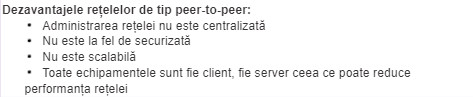 Dezavantajele rețelelor de tip peer-to-peer:
• Administrarea rețelei nu este centralizată
• Nu este la fel de securizată
• Nu este scalabilă
• Toate echipamentele sunt fie client, fie server ceea ce poate reduce
performanța rețelei